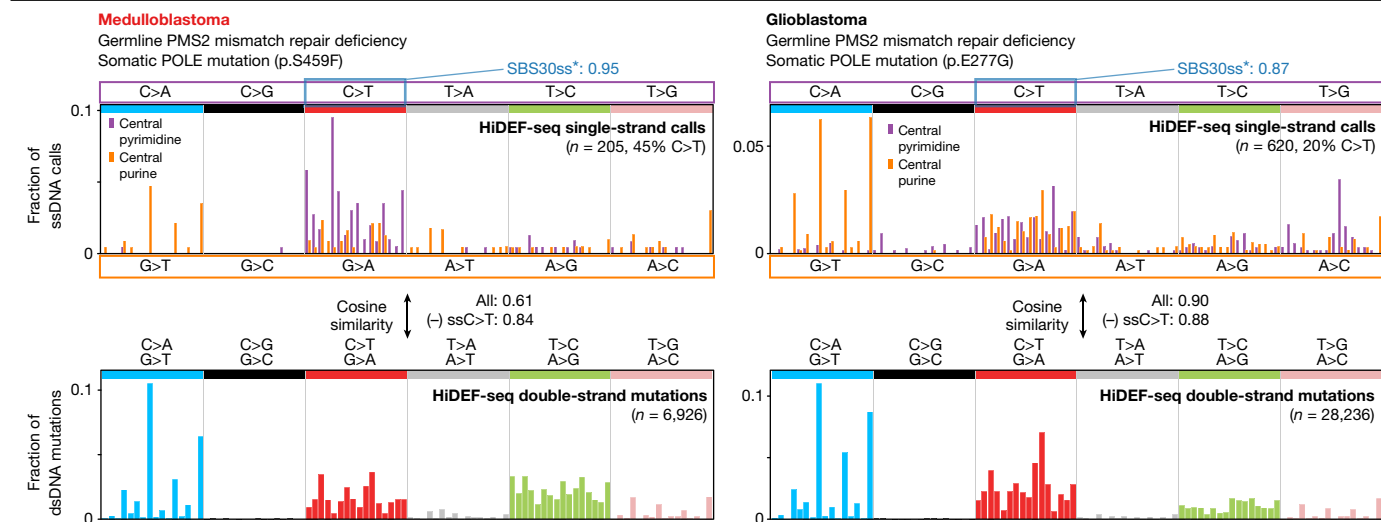 Medulloblastoma
Germline PMS2 mismatch repair deficiency
Somatic POLE mutation (p.S459F)
SBS30ss*: 0.95
C>A C>G C>T T>A T>C T>G
0.1
0
Fraction of
ssDNA calls
Central
pyrimidine
Central
purine
HiDEF-seq single-strand calls
(n = 205, 45% C>T)
G>T G>C G>A A>T A>G A>C
Cosine
similarity
All: 0.61
(–) ssC>T: 0.84
C>A C>G C>T T>A T>C T>G
G>T G>C G>A A>T A>G A>C
0.1
0
Fraction of
dsDNA mutations
HiDEF-seq double-strand mutations
(n = 6,926)
Glioblastoma
Germline PMS2 mismatch repair deficiency
Somatic POLE mutation (p.E277G)
SBS30ss*: 0.87
C>A C>G C>T T>A T>C T>G
0.05
0
Central
pyrimidine
Central
purine
HiDEF-seq single-strand calls
(n = 620, 20% C>T)
G>T G>C G>A A>T A>G A>C
Cosine
similarity
All: 0.90
(–) ssC>T: 0.88
C>A C>G C>T T>A T>C T>G
G>T G>C G>A A>T A>G A>C
0.1
0
HiDEF-seq double-strand mutations
(n = 28,236)